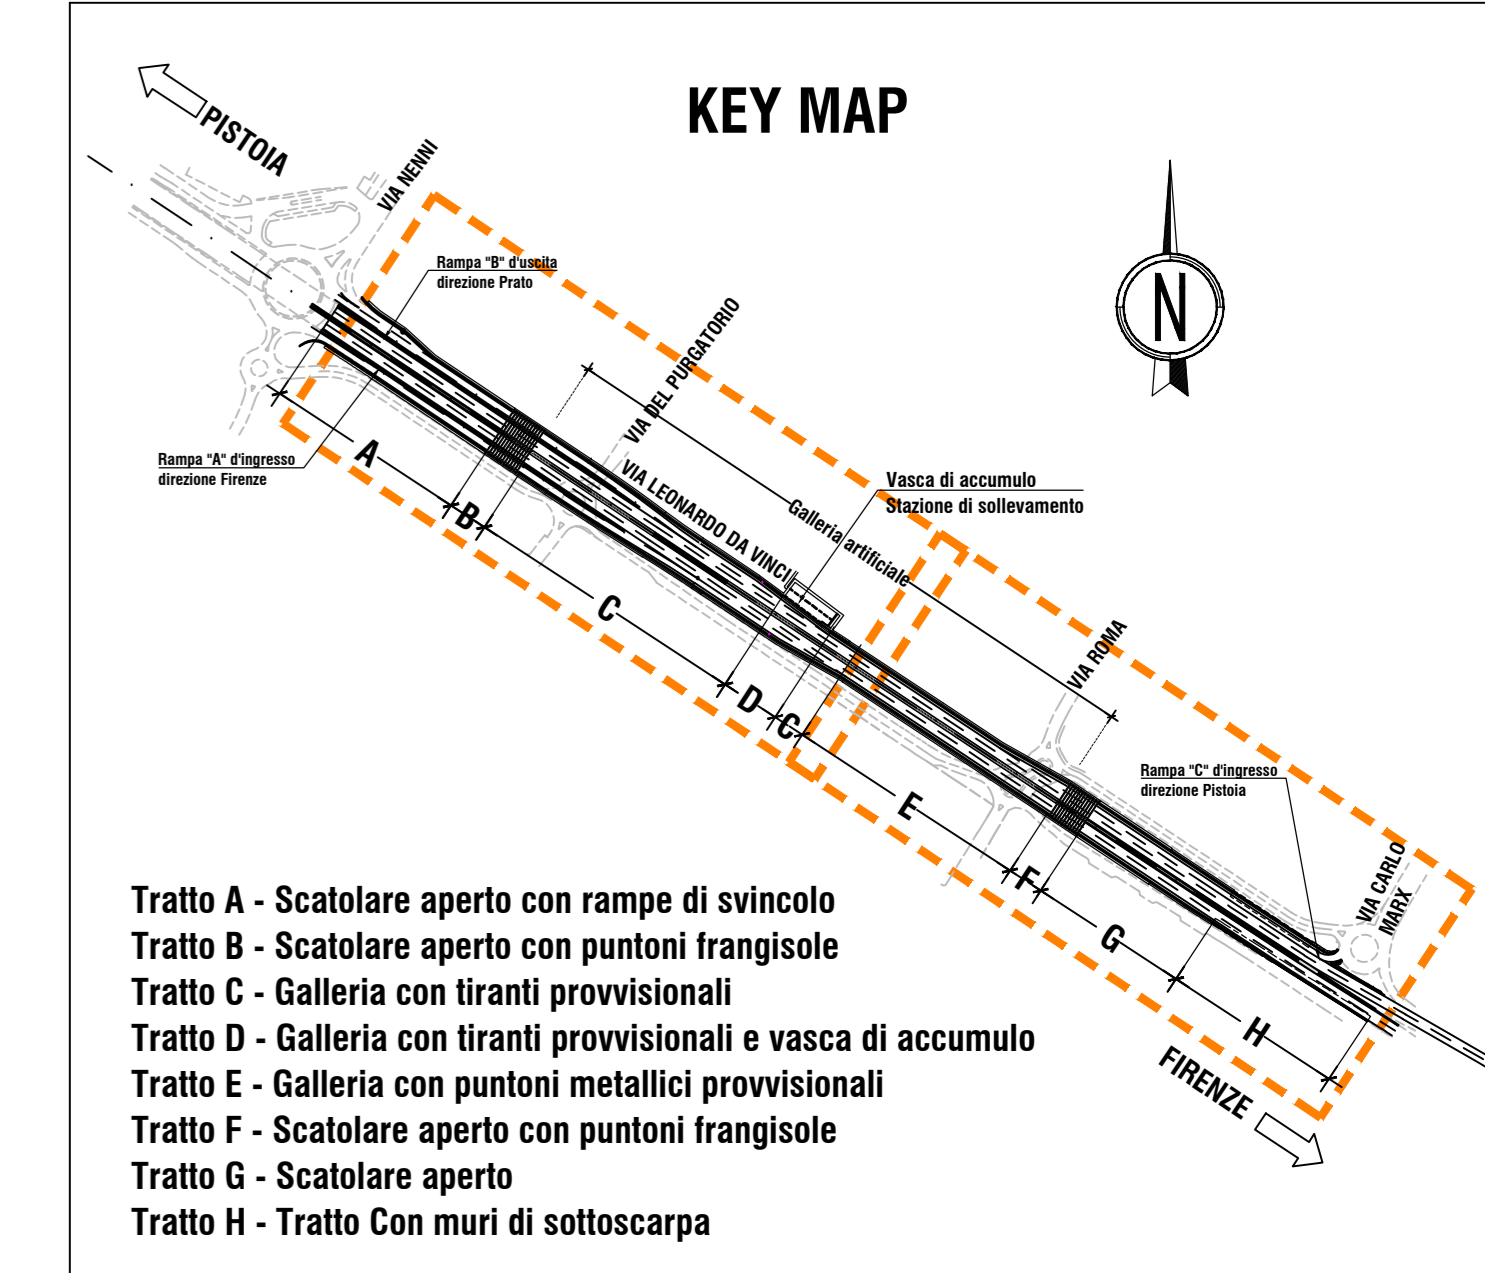 KEY MAP
PISTOIA
VIA NENNI
Rampa "B" d'uscita
direzione Prato
N
VIA DEL PURGATORIO
Rampa "A" d'ingresso
direzione Firenze
A
B
VIA LEONARDO DA VINCI
Vasca di accumulo
Stazione di sollevamento
Galleria artificiale
C
D
C
VIA ROMA
Rampa "C" d'ingresso
direzione Pistoia
E
F
G
H
VIA CARLO
MARX
FIRENZE
Tratto A - Scatolare aperto con rampe di svincolo
Tratto B - Scatolare aperto con puntoni frangisole
Tratto C - Galleria con tiranti provvisionali
Tratto D - Galleria con tiranti provvisionali e vasca di accumulo
Tratto E - Galleria con puntoni metallici provvisionali
Tratto F - Scatolare aperto con puntoni frangisole
Tratto G - Scatolare aperto
Tratto H - Tratto Con muri di sottoscarpa